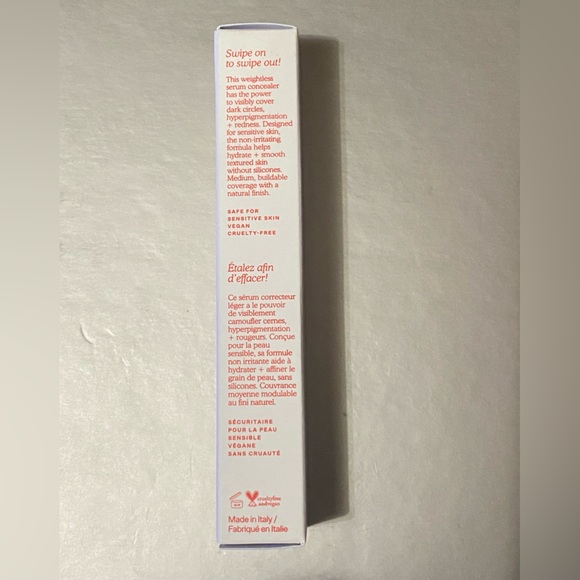 Swipe on
to swipe out!
This weightless
serum concealer
has the power
to visibly cover
dark circles,
hyperpigmentation
+ redness. Designed
for sensitive skin,
the non-irritating
formula helps
hydrate + smooth
textured skin
without silicones.
Medium, buildable
coverage with a
natural finish.
SAFE FOR
SENSITIVE SKIN
VEGAN
CRUELTY-FREE
Étalez afin
d'effacer!
Ce sérum correcteur
léger a le pouvoir
de visiblement
camoufler cernes,
hyperpigmentation
+ rougeurs. Conçue
pour la peau
sensible, sa formule
non irritante aide à
hydrater + affiner le
grain de peau, sans
silicones. Couvrance
moyenne modulable
au fini naturel.
SÉCURITAIRE
POUR LA PEAU
SENSIBLE
VÉGANE
SANS CRUAUTÉ
crueltyfree
andvegan
Made in Italy /
Fabriqué en Italie